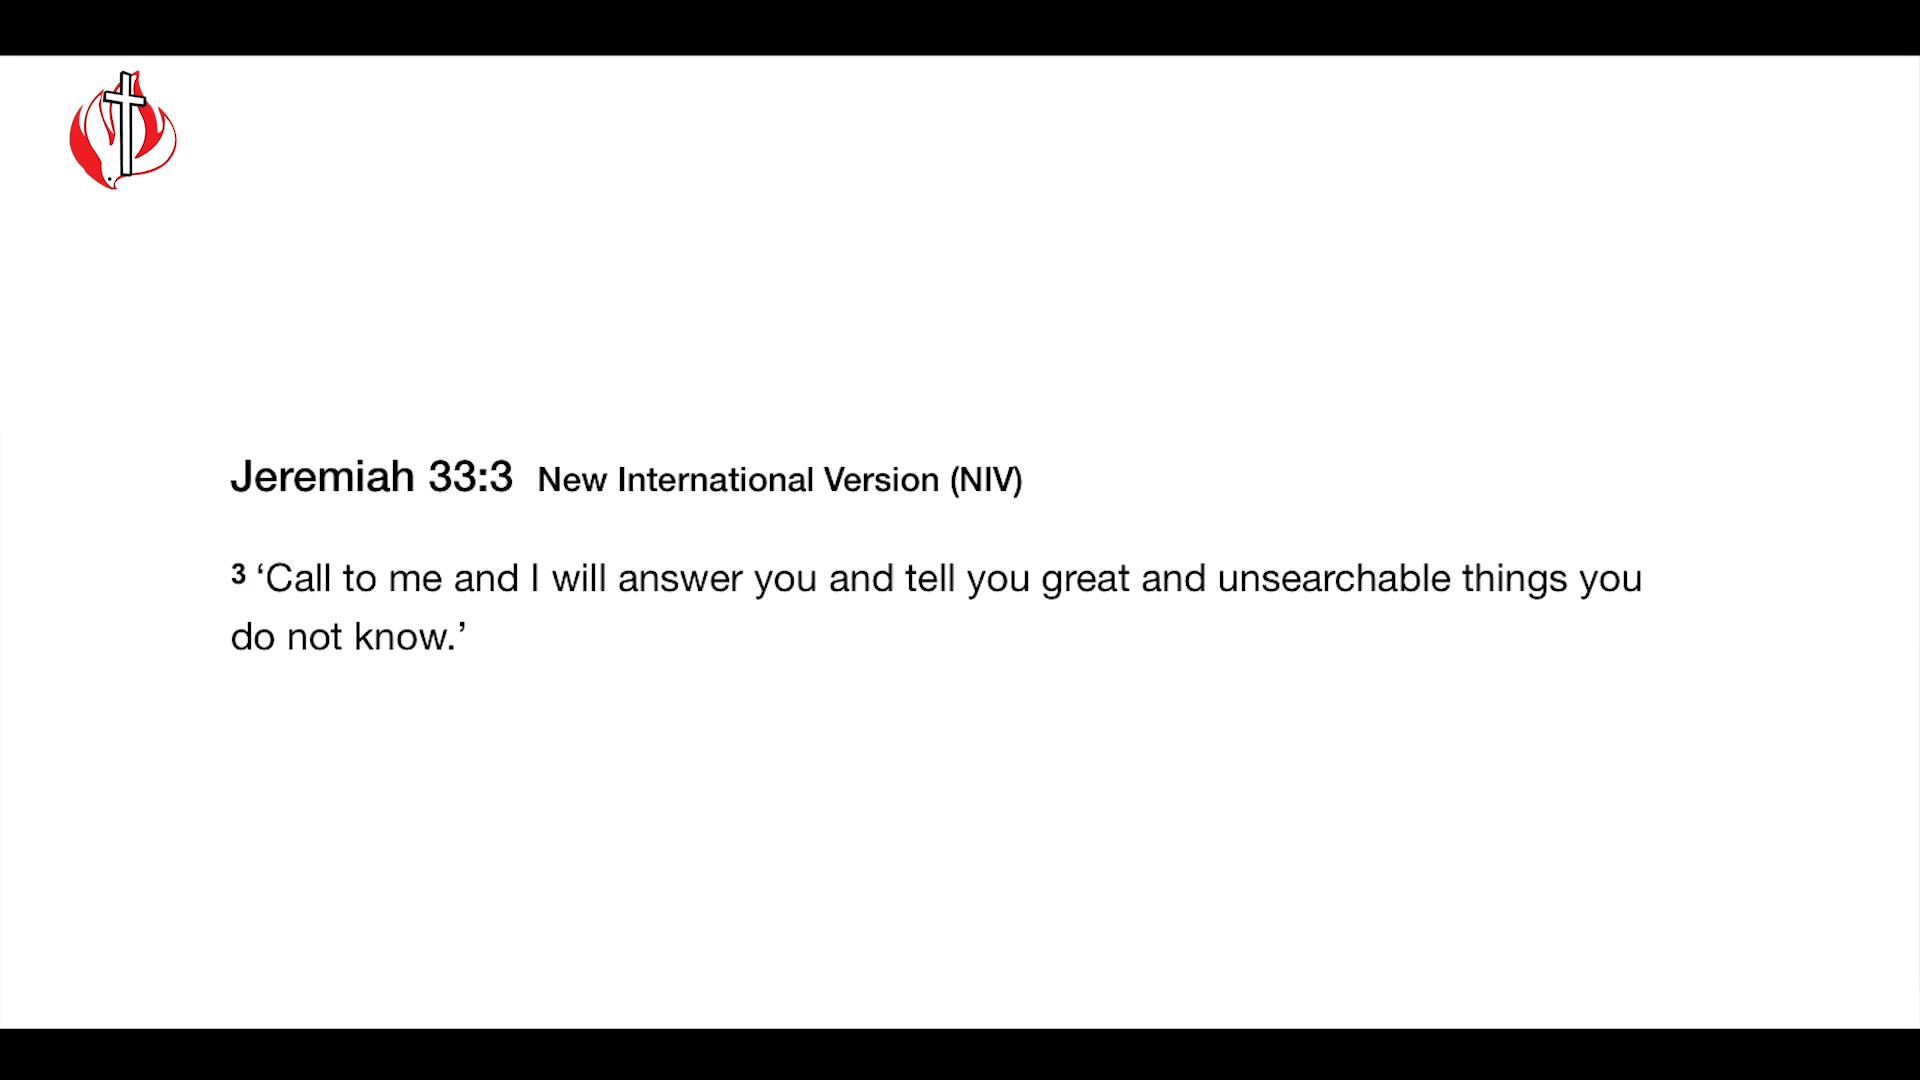 Jeremiah 33:3 New International Version (NIV)
3 ‘Call to me and I will answer you and tell you great and unsearchable things you
do not know.’